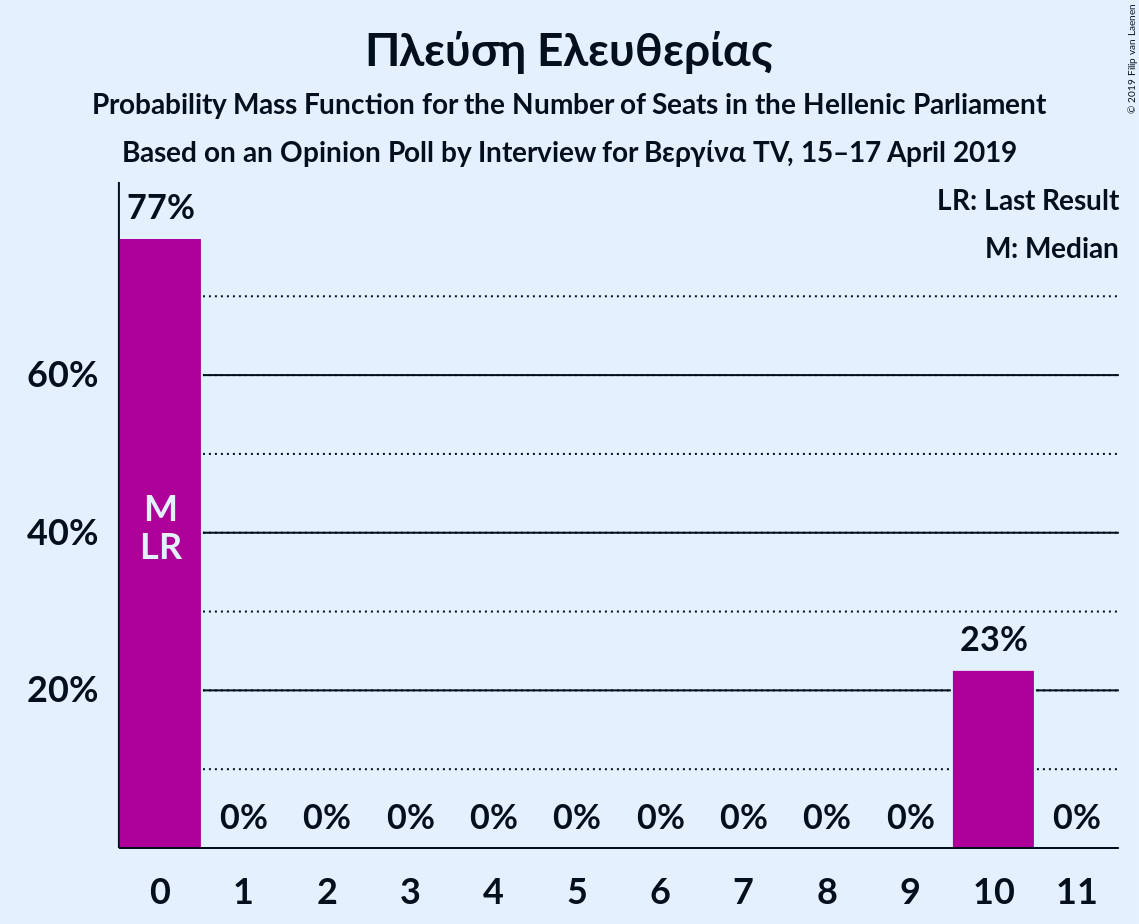 Πλεύση Ελευθερίας
Probability Mass Function for the Number of Seats in the Hellenic Parliament
Based on an Opinion Poll by Interview for Βεργίνα TV, 15–17 April 2019
© 2019 Filip van Laenen
LR: Last Result
M: Median
77%
60%
40%
20%
M
LR
23%
0% 0% 0% 0% 0% 0% 0% 0% 0% 0%
0 1 2 3 4 5 6 7 8 9 10 11